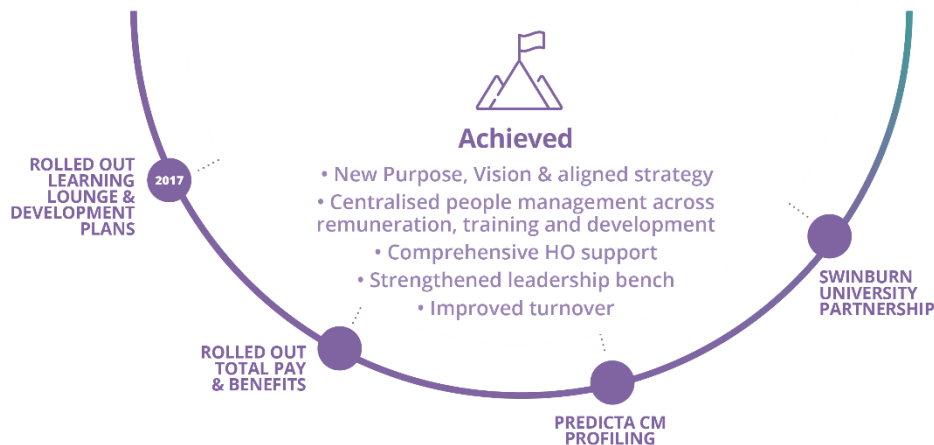 Achieved
• New Purpose, Vision & aligned strategy
• Centralised people management across
remuneration, training and development
• Comprehensive HO support
• Strengthened leadership bench
• Improved turnover
ROLLED OUT
LEARNING
LOUNGE &
DEVELOPMENT
PLANS
2017
ROLLED OUT
TOTAL PAY
& BENEFITS
PREDICTA CM
PROFILING
SWINBURN
UNIVERSITY
PARTNERSHIP